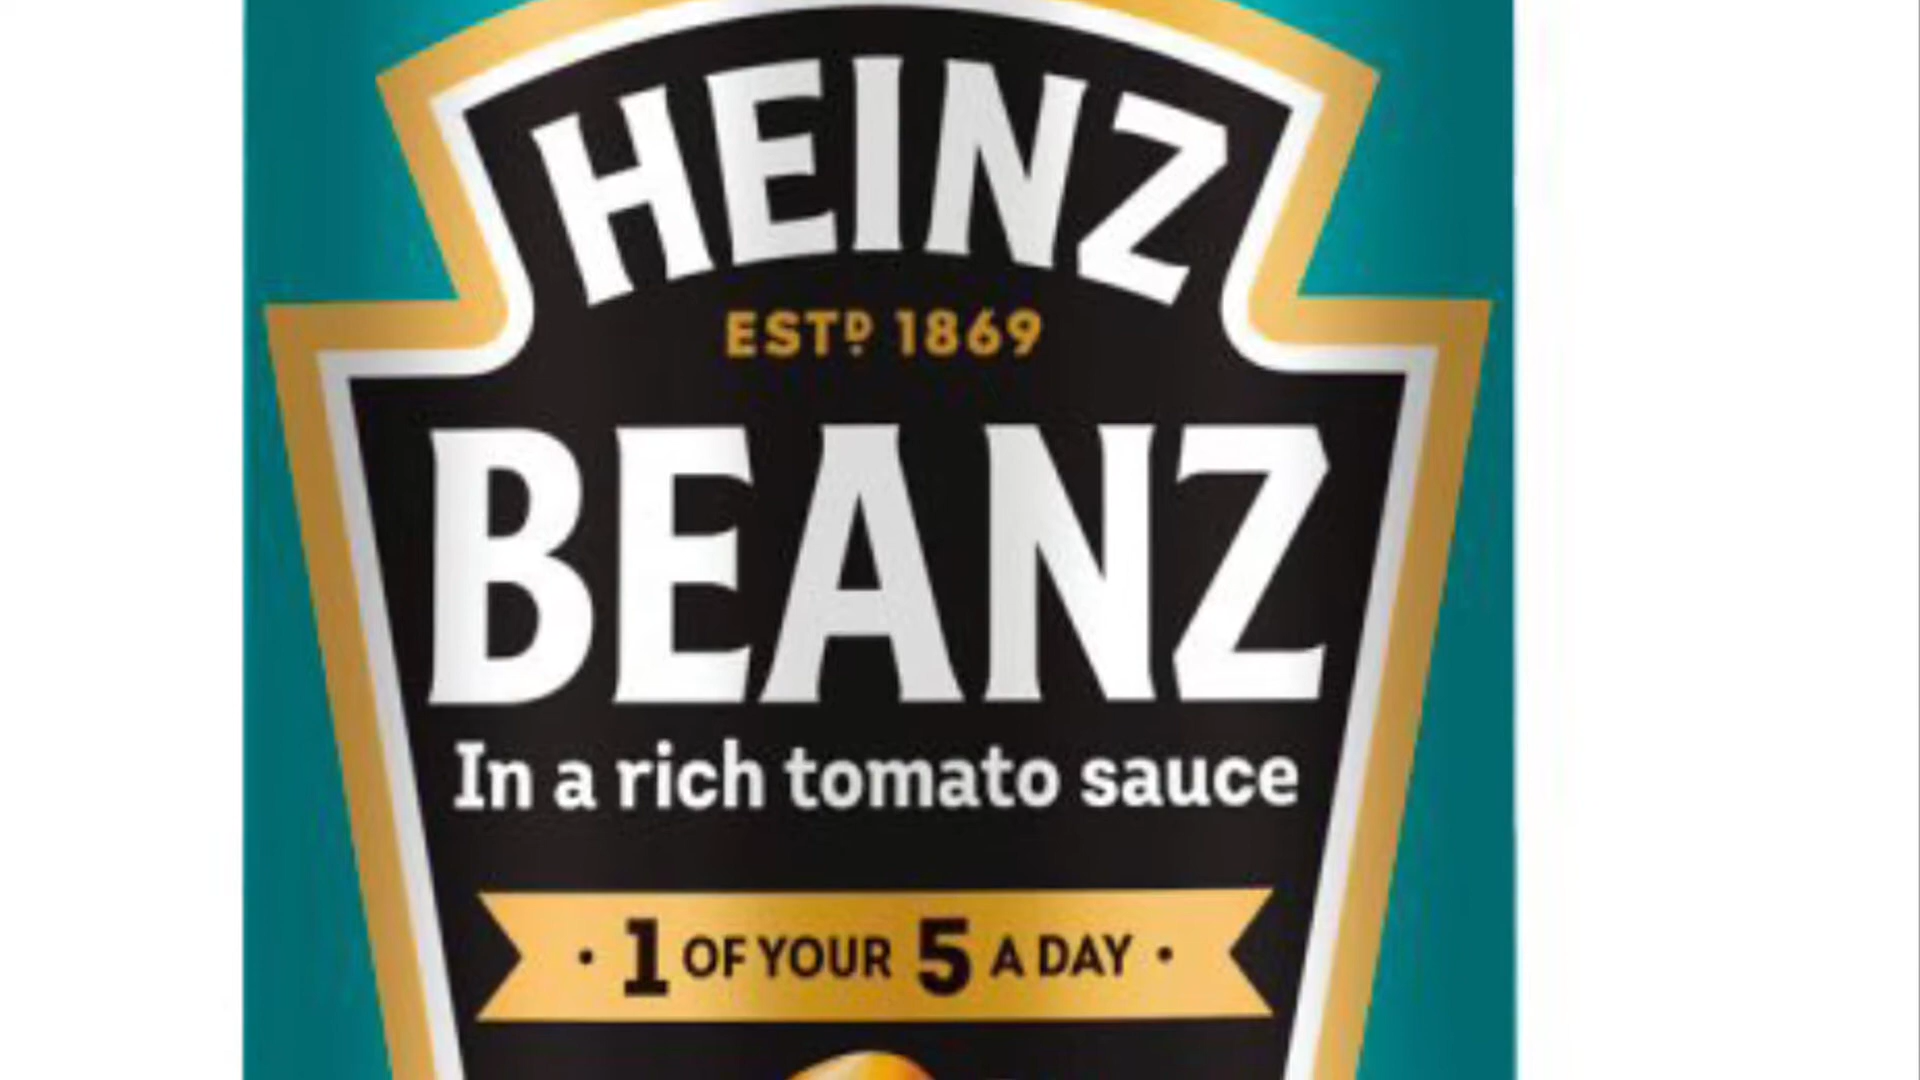 HEINZ
ESTᴰ 1869
BEANZ
In a rich tomato sauce
· 1 OF YOUR 5 A DAY ·